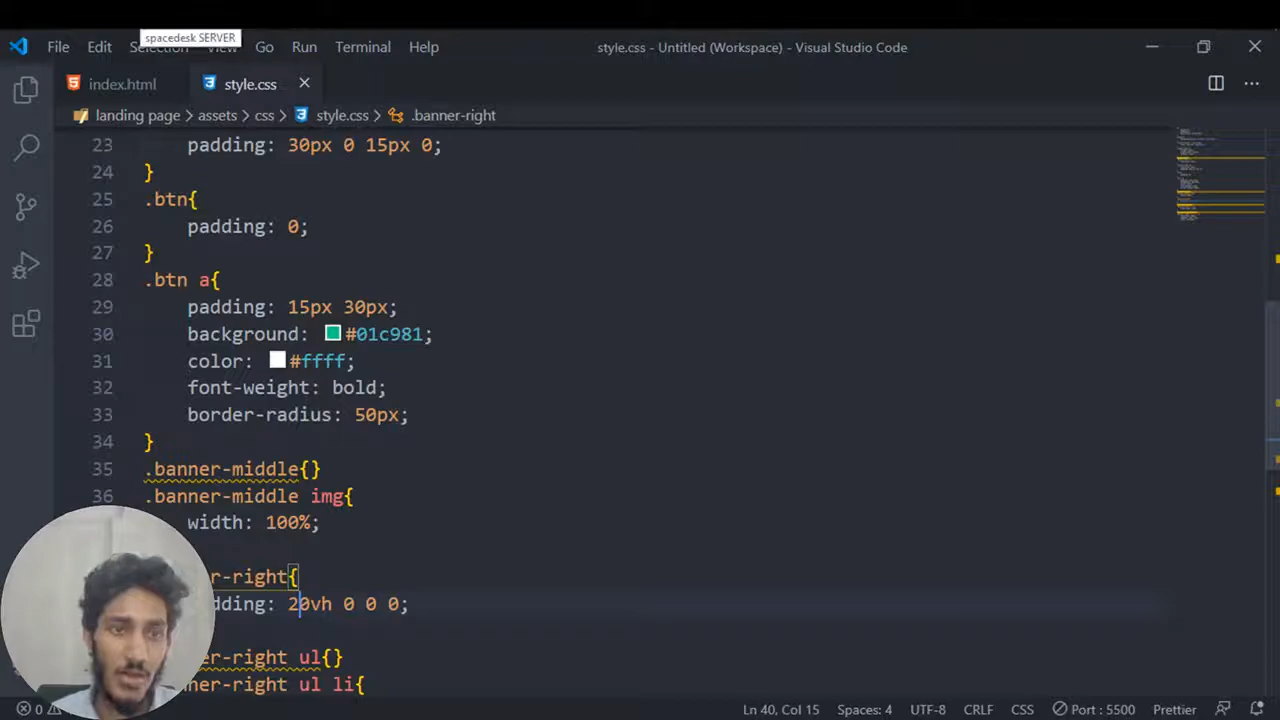 spacedesk SERVER
File Edit Selection View Go Run Terminal Help
style.css - Untitled (Workspace) - Visual Studio Code
index.html
style.css
landing page > assets > css > style.css > .banner-right
23 padding: 30px 0 15px 0;
24 }
25 .btn{
26 padding: 0;
27 }
28 .btn a{
29 padding: 15px 30px;
30 background: #01c981;
31 color: #ffff;
32 font-weight: bold;
33 border-radius: 50px;
34 }
35 .banner-middle{}
36 .banner-middle img{
width: 100%;
r-right{
dding: 20vh 0 0 0;
er-right ul{}
er-right ul li{
0
Ln 40, Col 15 Spaces: 4 UTF-8 CRLF CSS Port : 5500 Prettier